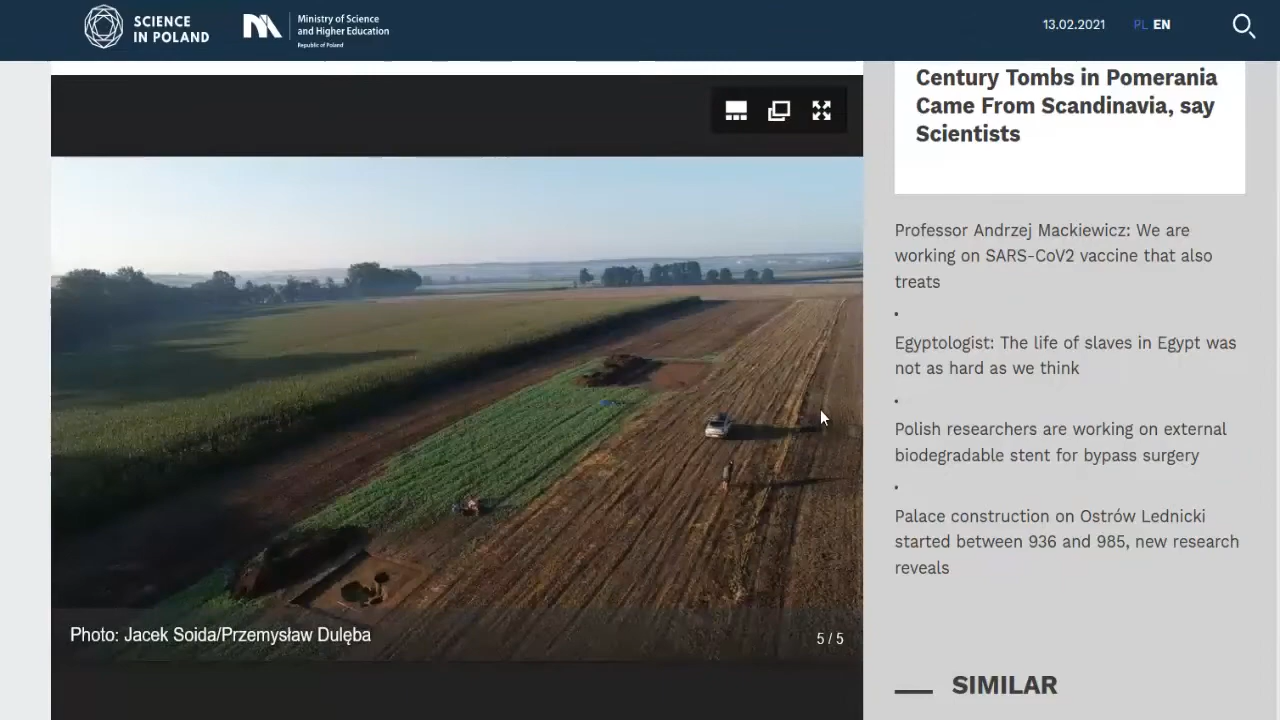 SCIENCE
IN POLAND
Ministry of Science
and Higher Education
Republic of Poland
13.02.2021
PL EN
Century Tombs in Pomerania
Came From Scandinavia, say
Scientists
Professor Andrzej Mackiewicz: We are
working on SARS-CoV2 vaccine that also
treats
Egyptologist: The life of slaves in Egypt was
not as hard as we think
Polish researchers are working on external
biodegradable stent for bypass surgery
Palace construction on Ostrów Lednicki
started between 936 and 985, new research
reveals
Photo: Jacek Soida/Przemysław Dulęba
5 / 5
SIMILAR